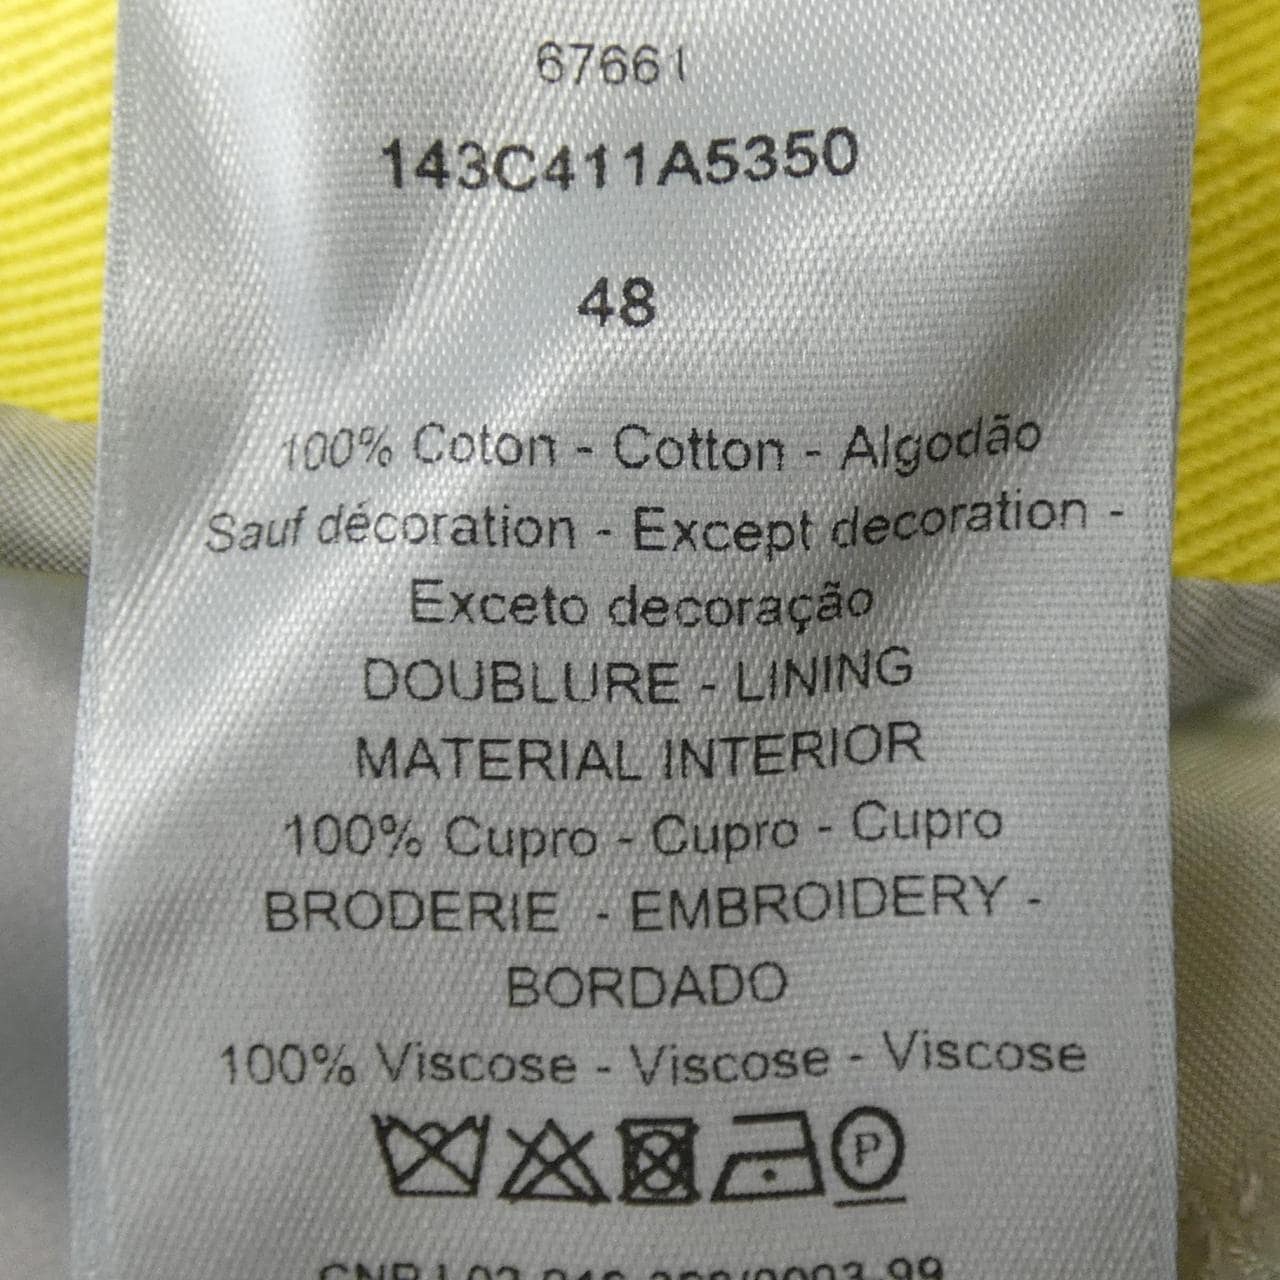 67661
143C411A5350
48
100% Coton - Cotton - Algodão
Sauf décoration - Except decoration -
Exceto decoração
DOUBLURE - LINING
MATERIAL INTERIOR
100% Cupro - Cupro - Cupro
BRODERIE - EMBROIDERY -
BORDADO
100% Viscose - Viscose - Viscose
P